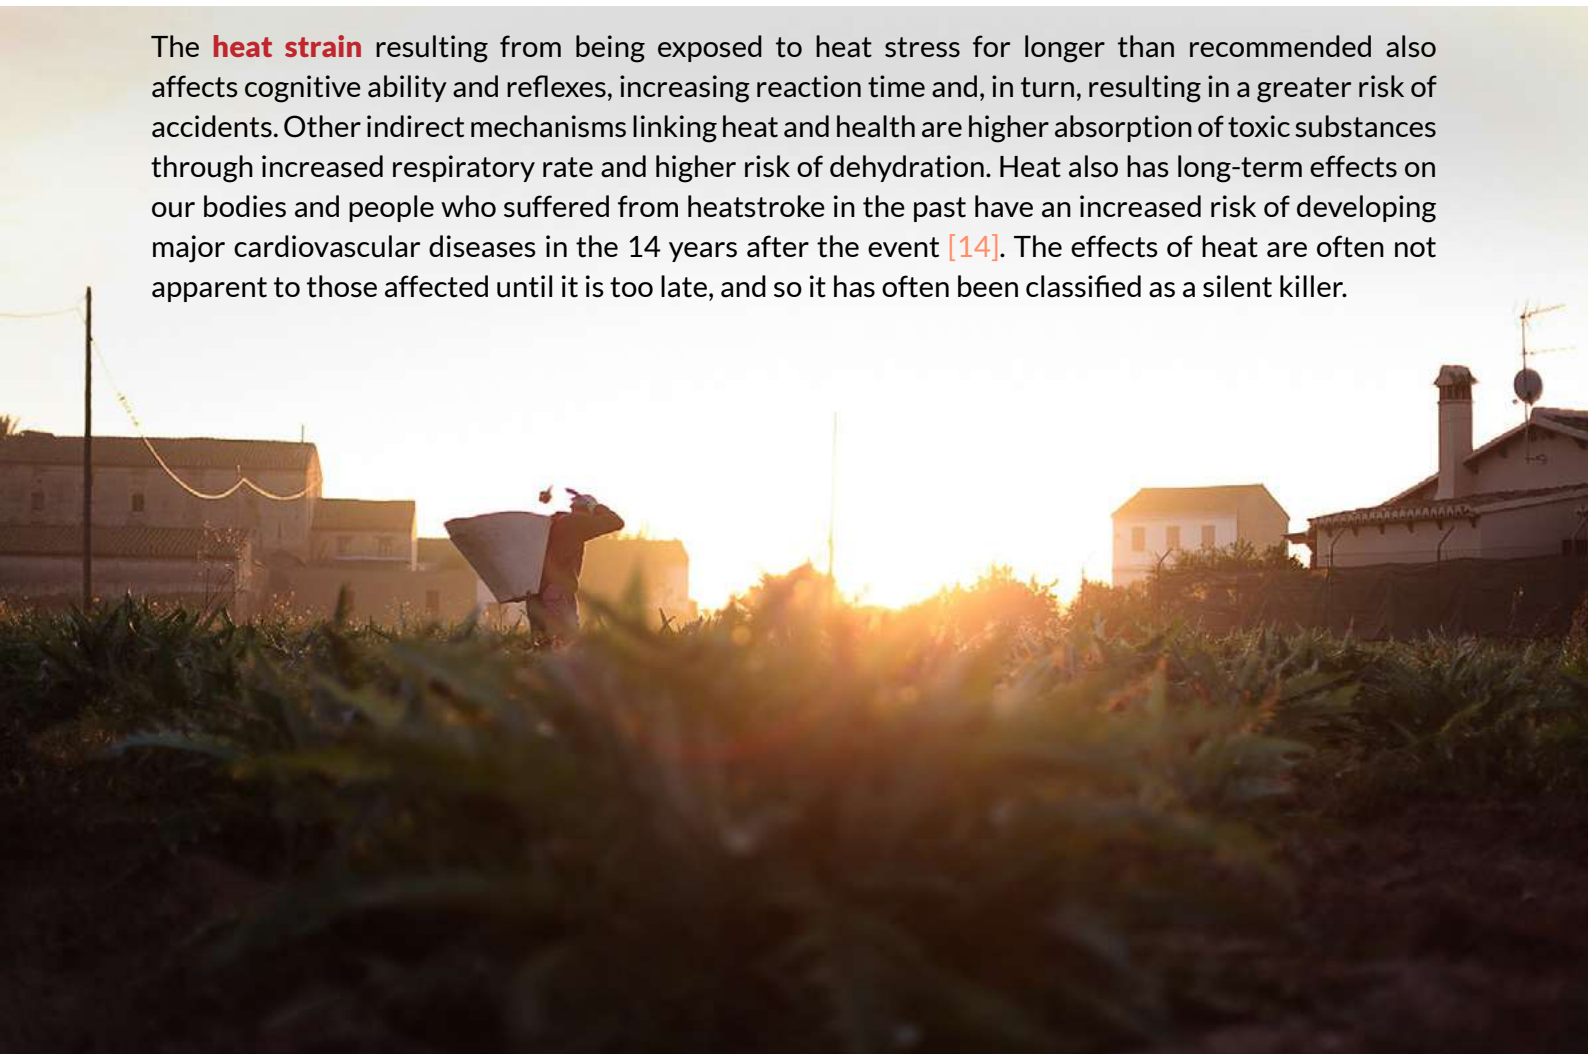 The heat strain resulting from being exposed to heat stress for longer than recommended also
affects cognitive ability and reflexes, increasing reaction time and, in turn, resulting in a greater risk of
accidents. Other indirect mechanisms linking heat and health are higher absorption of toxic substances
through increased respiratory rate and higher risk of dehydration. Heat also has long-term effects on
our bodies and people who suffered from heatstroke in the past have an increased risk of developing
major cardiovascular diseases in the 14 years after the event [14]. The effects of heat are often not
apparent to those affected until it is too late, and so it has often been classified as a silent killer.